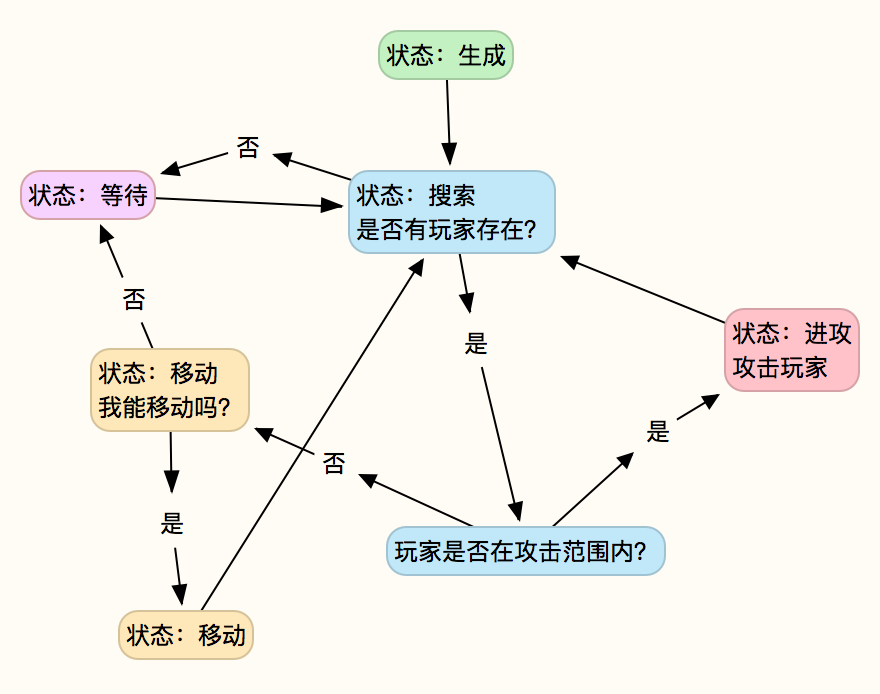 状态：生成
否
状态：等待
状态：搜索
是否有玩家存在？
否
是
状态：进攻
攻击玩家
状态：移动
我能移动吗？
否
是
是
玩家是否在攻击范围内？
状态：移动